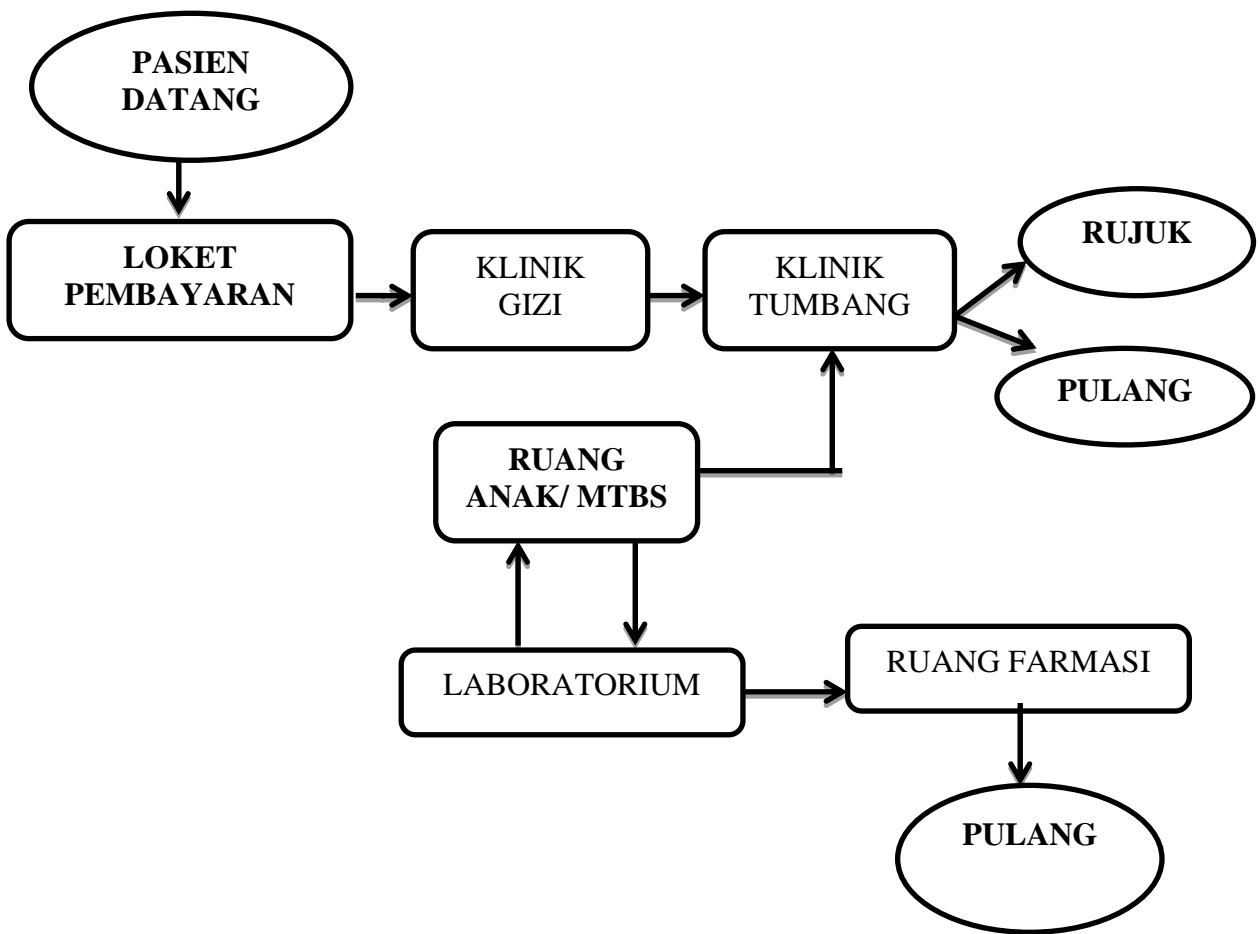 PASIEN
DATANG
LOKET
PEMBAYARAN
KLINIK
GIZI
KLINIK
TUMBANG
RUJUK
PULANG
RUANG
ANAK/ MTBS
LABORATORIUM
RUANG FARMASI
PULANG